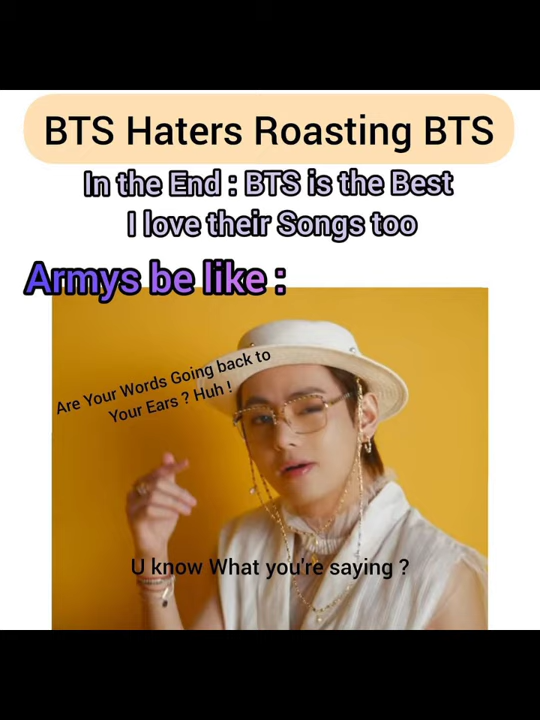 BTS Haters Roasting BTS
In the End : BTS is the Best
I love their Songs too
Armys be like :
Are Your Words Going back to
Your Ears ? Huh !
U know What you're saying ?